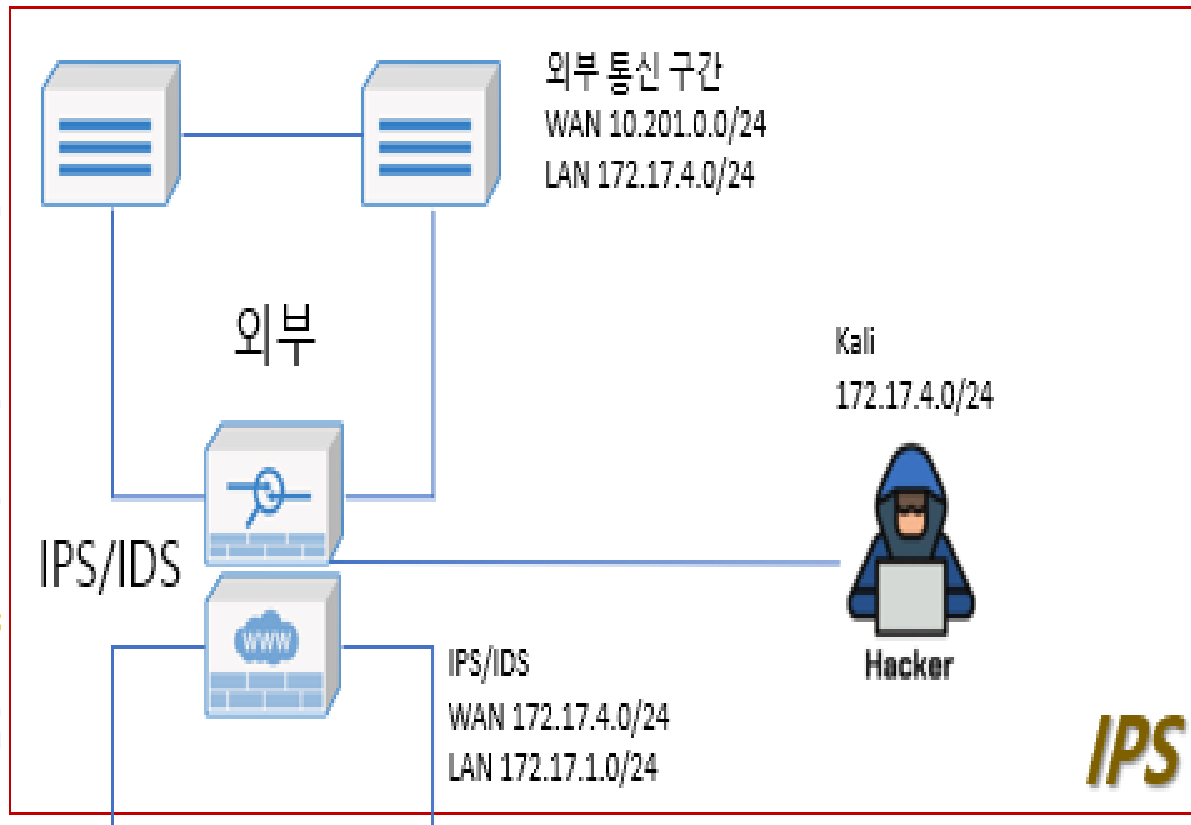 외부 통신 구간
WAN 10.201.0.0/24
LAN 172.17.4.0/24
외부
Kali
172.17.4.0/24
IPS/IDS
WWW
Hacker
IPS/IDS
WAN 172.17.4.0/24
LAN 172.17.1.0/24
IPS